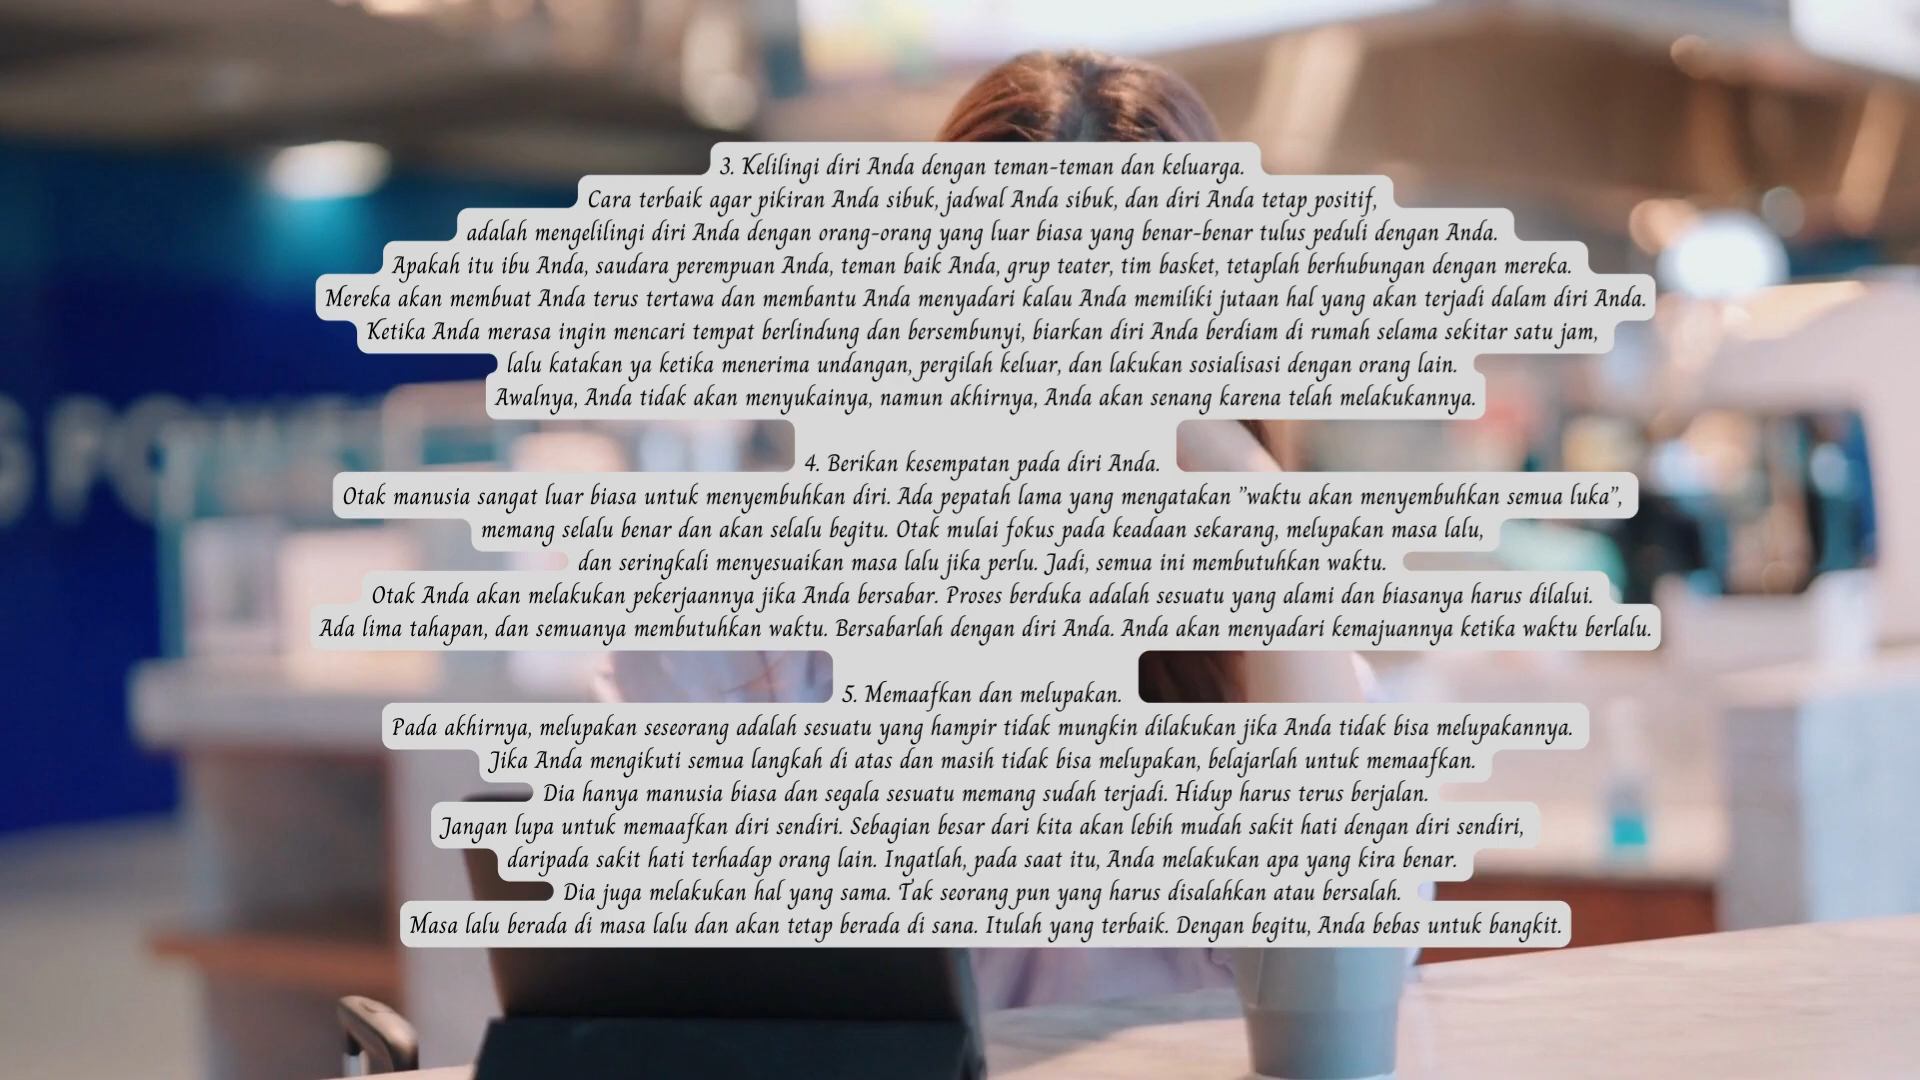 3. Kelilingi diri Anda dengan teman-teman dan keluarga.
Cara terbaik agar pikiran Anda sibuk, jadwal Anda sibuk, dan diri Anda tetap positif,
adalah mengelilingi diri Anda dengan orang-orang yang luar biasa yang benar-benar tulus peduli dengan Anda.
Apakah itu ibu Anda, saudara perempuan Anda, teman baik Anda, grup teater, tim basket, tetaplah berhubungan dengan mereka.
Mereka akan membuat Anda terus tertawa dan membantu Anda menyadari kalau Anda memiliki jutaan hal yang akan terjadi dalam diri Anda.
Ketika Anda merasa ingin mencari tempat berlindung dan bersembunyi, biarkan diri Anda berdiam di rumah selama sekitar satu jam,
lalu katakan ya ketika menerima undangan, pergilah keluar, dan lakukan sosialisasi dengan orang lain.
Awalnya, Anda tidak akan menyukainya, namun akhirnya, Anda akan senang karena telah melakukannya.
4. Berikan kesempatan pada diri Anda.
Otak manusia sangat luar biasa untuk menyembuhkan diri. Ada pepatah lama yang mengatakan "waktu akan menyembuhkan semua luka",
memang selalu benar dan akan selalu begitu. Otak mulai fokus pada keadaan sekarang, melupakan masa lalu,
dan seringkali menyesuaikan masa lalu jika perlu. Jadi, semua ini membutuhkan waktu.
Otak Anda akan melakukan pekerjaannya jika Anda bersabar. Proses berduka adalah sesuatu yang alami dan biasanya harus dilalui.
Ada lima tahapan, dan semuanya membutuhkan waktu. Bersabarlah dengan diri Anda. Anda akan menyadari kemajuannya ketika waktu berlalu.
5. Memaafkan dan melupakan.
Pada akhirnya, melupakan seseorang adalah sesuatu yang hampir tidak mungkin dilakukan jika Anda tidak bisa melupakannya.
Jika Anda mengikuti semua langkah di atas dan masih tidak bisa melupakan, belajarlah untuk memaafkan.
Dia hanya manusia biasa dan segala sesuatu memang sudah terjadi. Hidup harus terus berjalan.
Jangan lupa untuk memaafkan diri sendiri. Sebagian besar dari kita akan lebih mudah sakit hati dengan diri sendiri,
daripada sakit hati terhadap orang lain. Ingatlah, pada saat itu, Anda melakukan apa yang kira benar.
Dia juga melakukan hal yang sama. Tak seorang pun yang harus disalahkan atau bersalah.
Masa lalu berada di masa lalu dan akan tetap berada di sana. Itulah yang terbaik. Dengan begitu, Anda bebas untuk bangkit.